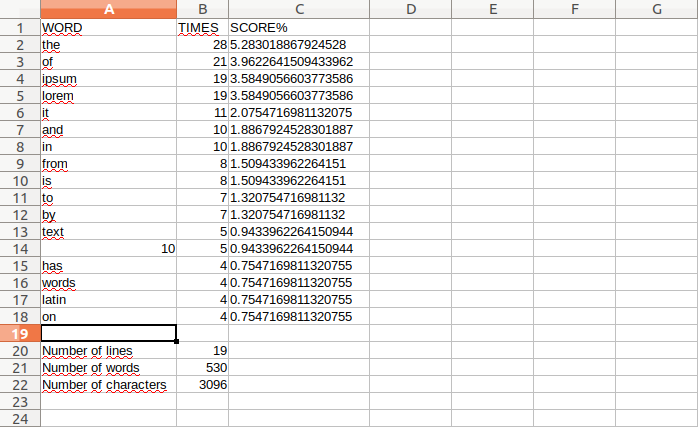 A B C D E F G
1 WORD TIMES SCORE%
2 the 28 5.283018867924528
3 of 21 3.9622641509433962
4 ipsum 19 3.5849056603773586
5 lorem 19 3.5849056603773586
6 it 11 2.0754716981132075
7 and 10 1.8867924528301887
8 in 10 1.8867924528301887
9 from 8 1.509433962264151
10 is 8 1.509433962264151
11 to 7 1.320754716981132
12 by 7 1.320754716981132
13 text 5 0.9433962264150944
14 10 5 0.9433962264150944
15 has 4 0.7547169811320755
16 words 4 0.7547169811320755
17 latin 4 0.7547169811320755
18 on 4 0.7547169811320755
19
20 Number of lines 19
21 Number of words 530
22 Number of characters 3096
23
24